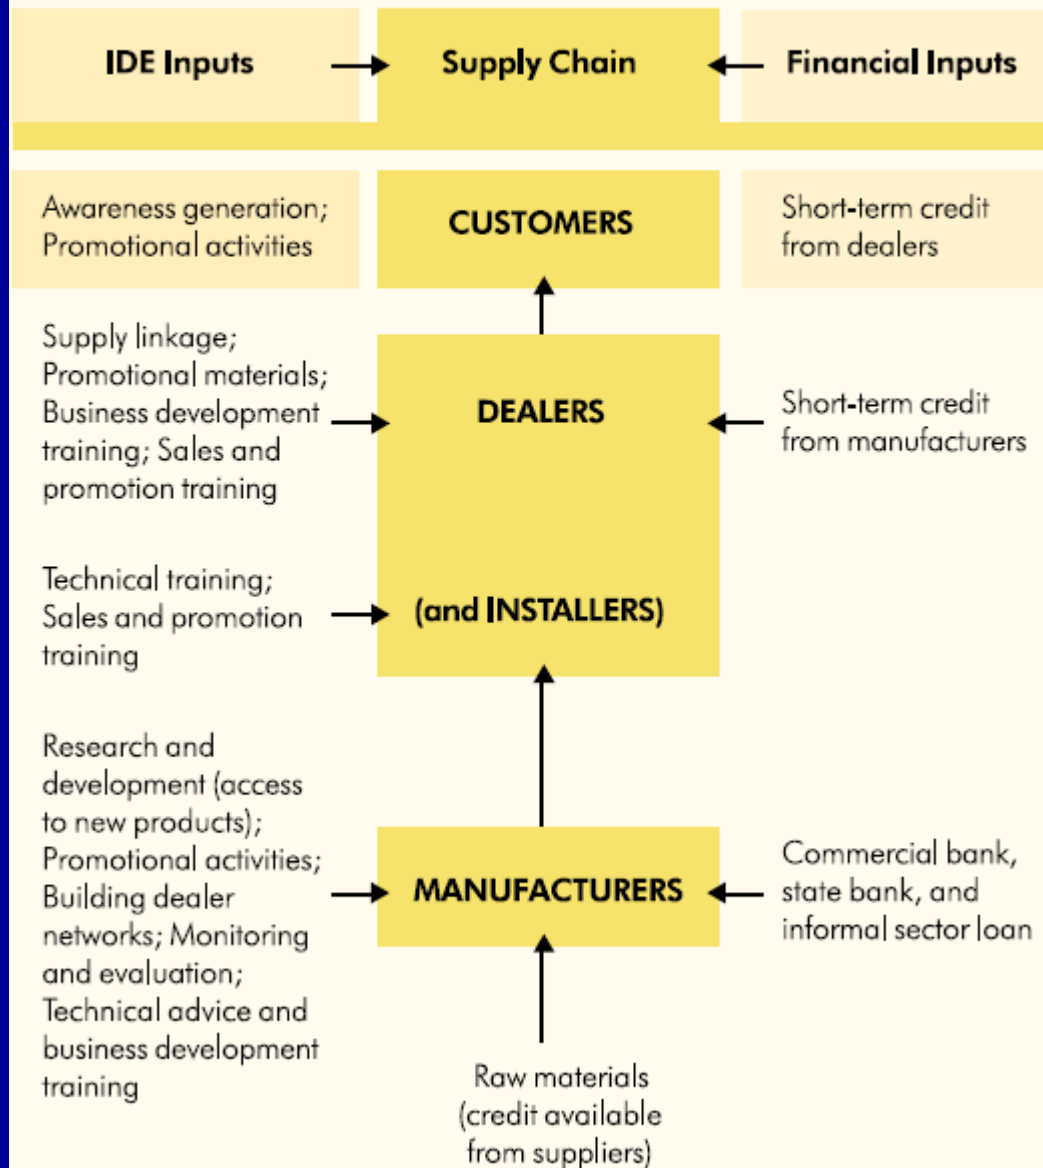 IDE Inputs
Supply Chain
Financial Inputs
Awareness generation;
Promotional activities
CUSTOMERS
Short-term credit
from dealers
Supply linkage;
Promotional materials;
Business development
training; Sales and
promotion training
DEALERS
Short-term credit
from manufacturers
Technical training;
Sales and promotion
training
(and INSTALLERS)
Research and
development (access
to new products);
Promotional activities;
Building dealer
networks; Monitoring
and evaluation;
Technical advice and
business development
training
MANUFACTURERS
Commercial bank,
state bank, and
informal sector loan
Raw materials
(credit available
from suppliers)